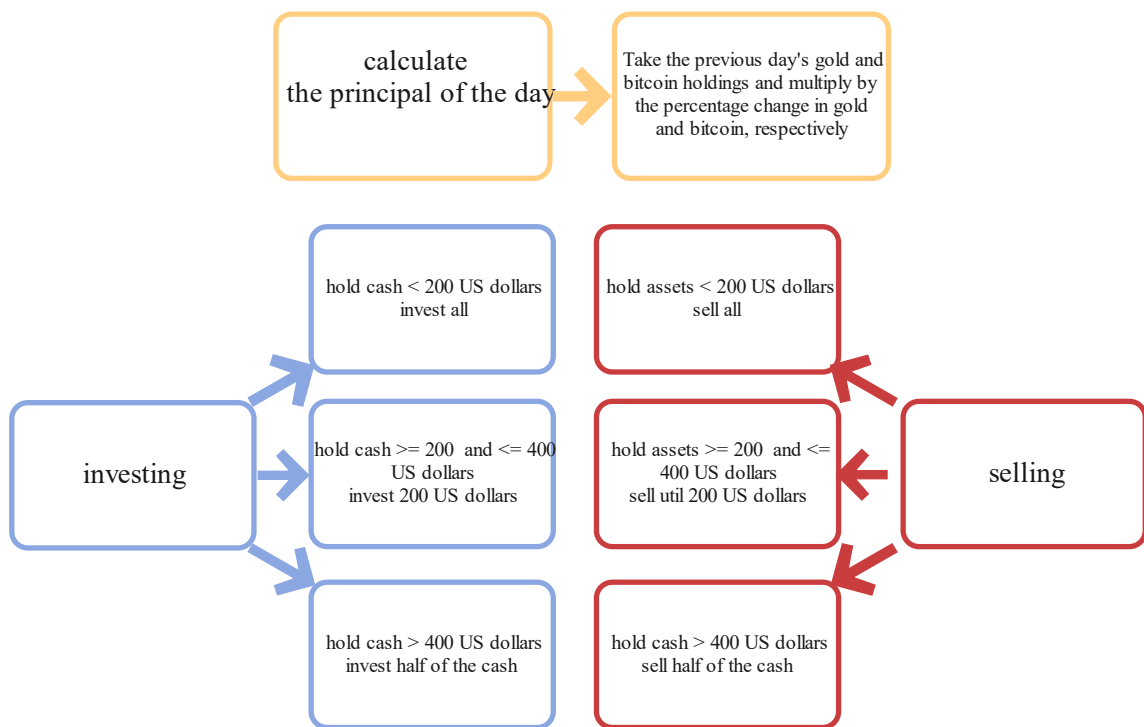 calculate
the principal of the day
Take the previous day's gold and
bitcoin holdings and multiply by
the percentage change in gold
and bitcoin, respectively
hold cash < 200 US dollars
invest all
hold assets < 200 US dollars
sell all
investing
hold cash >= 200 and <= 400
US dollars
invest 200 US dollars
hold assets >= 200 and <=
400 US dollars
sell util 200 US dollars
selling
hold cash > 400 US dollars
invest half of the cash
hold cash > 400 US dollars
sell half of the cash